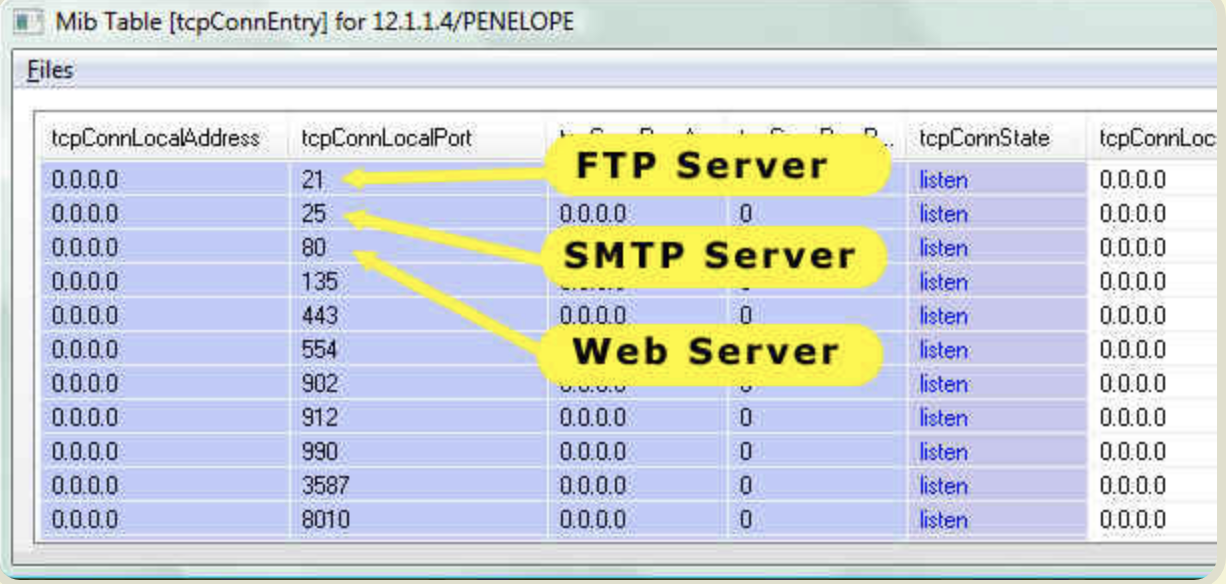 Mib Table [tcpConnEntry] for 12.1.1.4/PENELOPE
Files
tcpConnLocalAddress tcpConnLocalPort tcpConnState tcpConnLoc
0.0.0.0 21 FTP Server listen 0.0.0.0
0.0.0.0 25 0.0.0.0 0 listen 0.0.0.0
0.0.0.0 80 SMTP Server listen 0.0.0.0
0.0.0.0 135 listen 0.0.0.0
0.0.0.0 443 0.0.0.0 0 listen 0.0.0.0
0.0.0.0 554 Web Server listen 0.0.0.0
0.0.0.0 902 listen 0.0.0.0
0.0.0.0 912 0.0.0.0 0 listen 0.0.0.0
0.0.0.0 990 0.0.0.0 0 listen 0.0.0.0
0.0.0.0 3587 0.0.0.0 0 listen 0.0.0.0
0.0.0.0 8010 0.0.0.0 0 listen 0.0.0.0